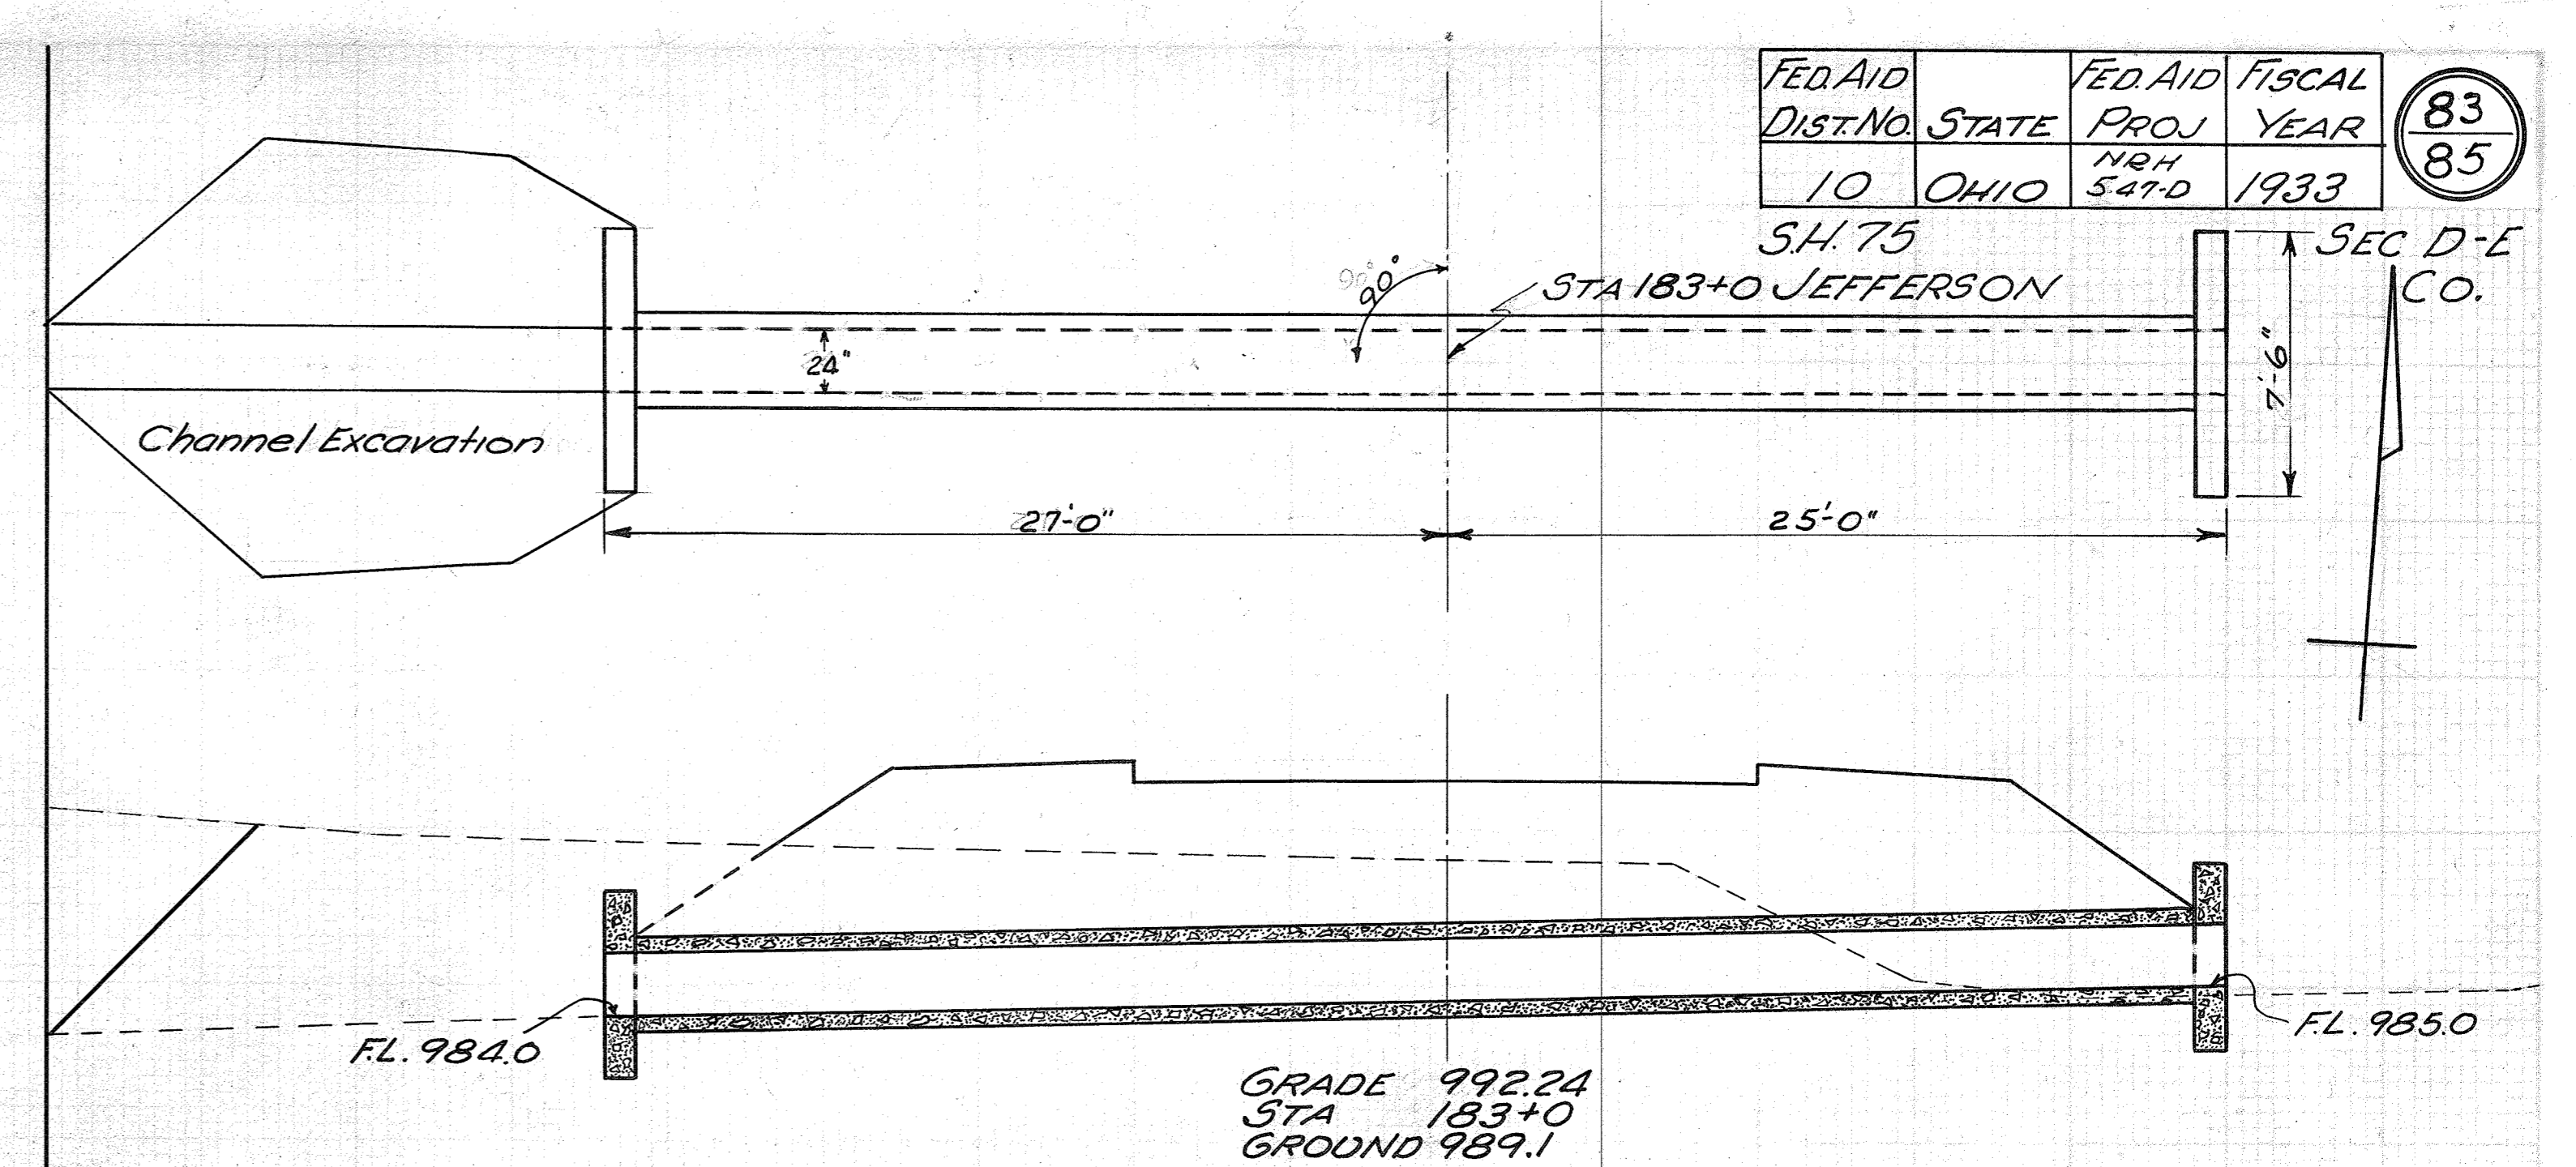 FED. AID DIST. NO. STATE FED. AID PROJ FISCAL YEAR
10 OHIO NRH 547-D 1933
83
85
S.H. 75 SEC D-E
STA 183+0 JEFFERSON CO.
90°
90°
24"
7'-6"
Channel Excavation
27'-0" 25'-0"
F.L. 984.0
F.L. 985.0
GRADE 992.24
STA 183+0
GROUND 989.1